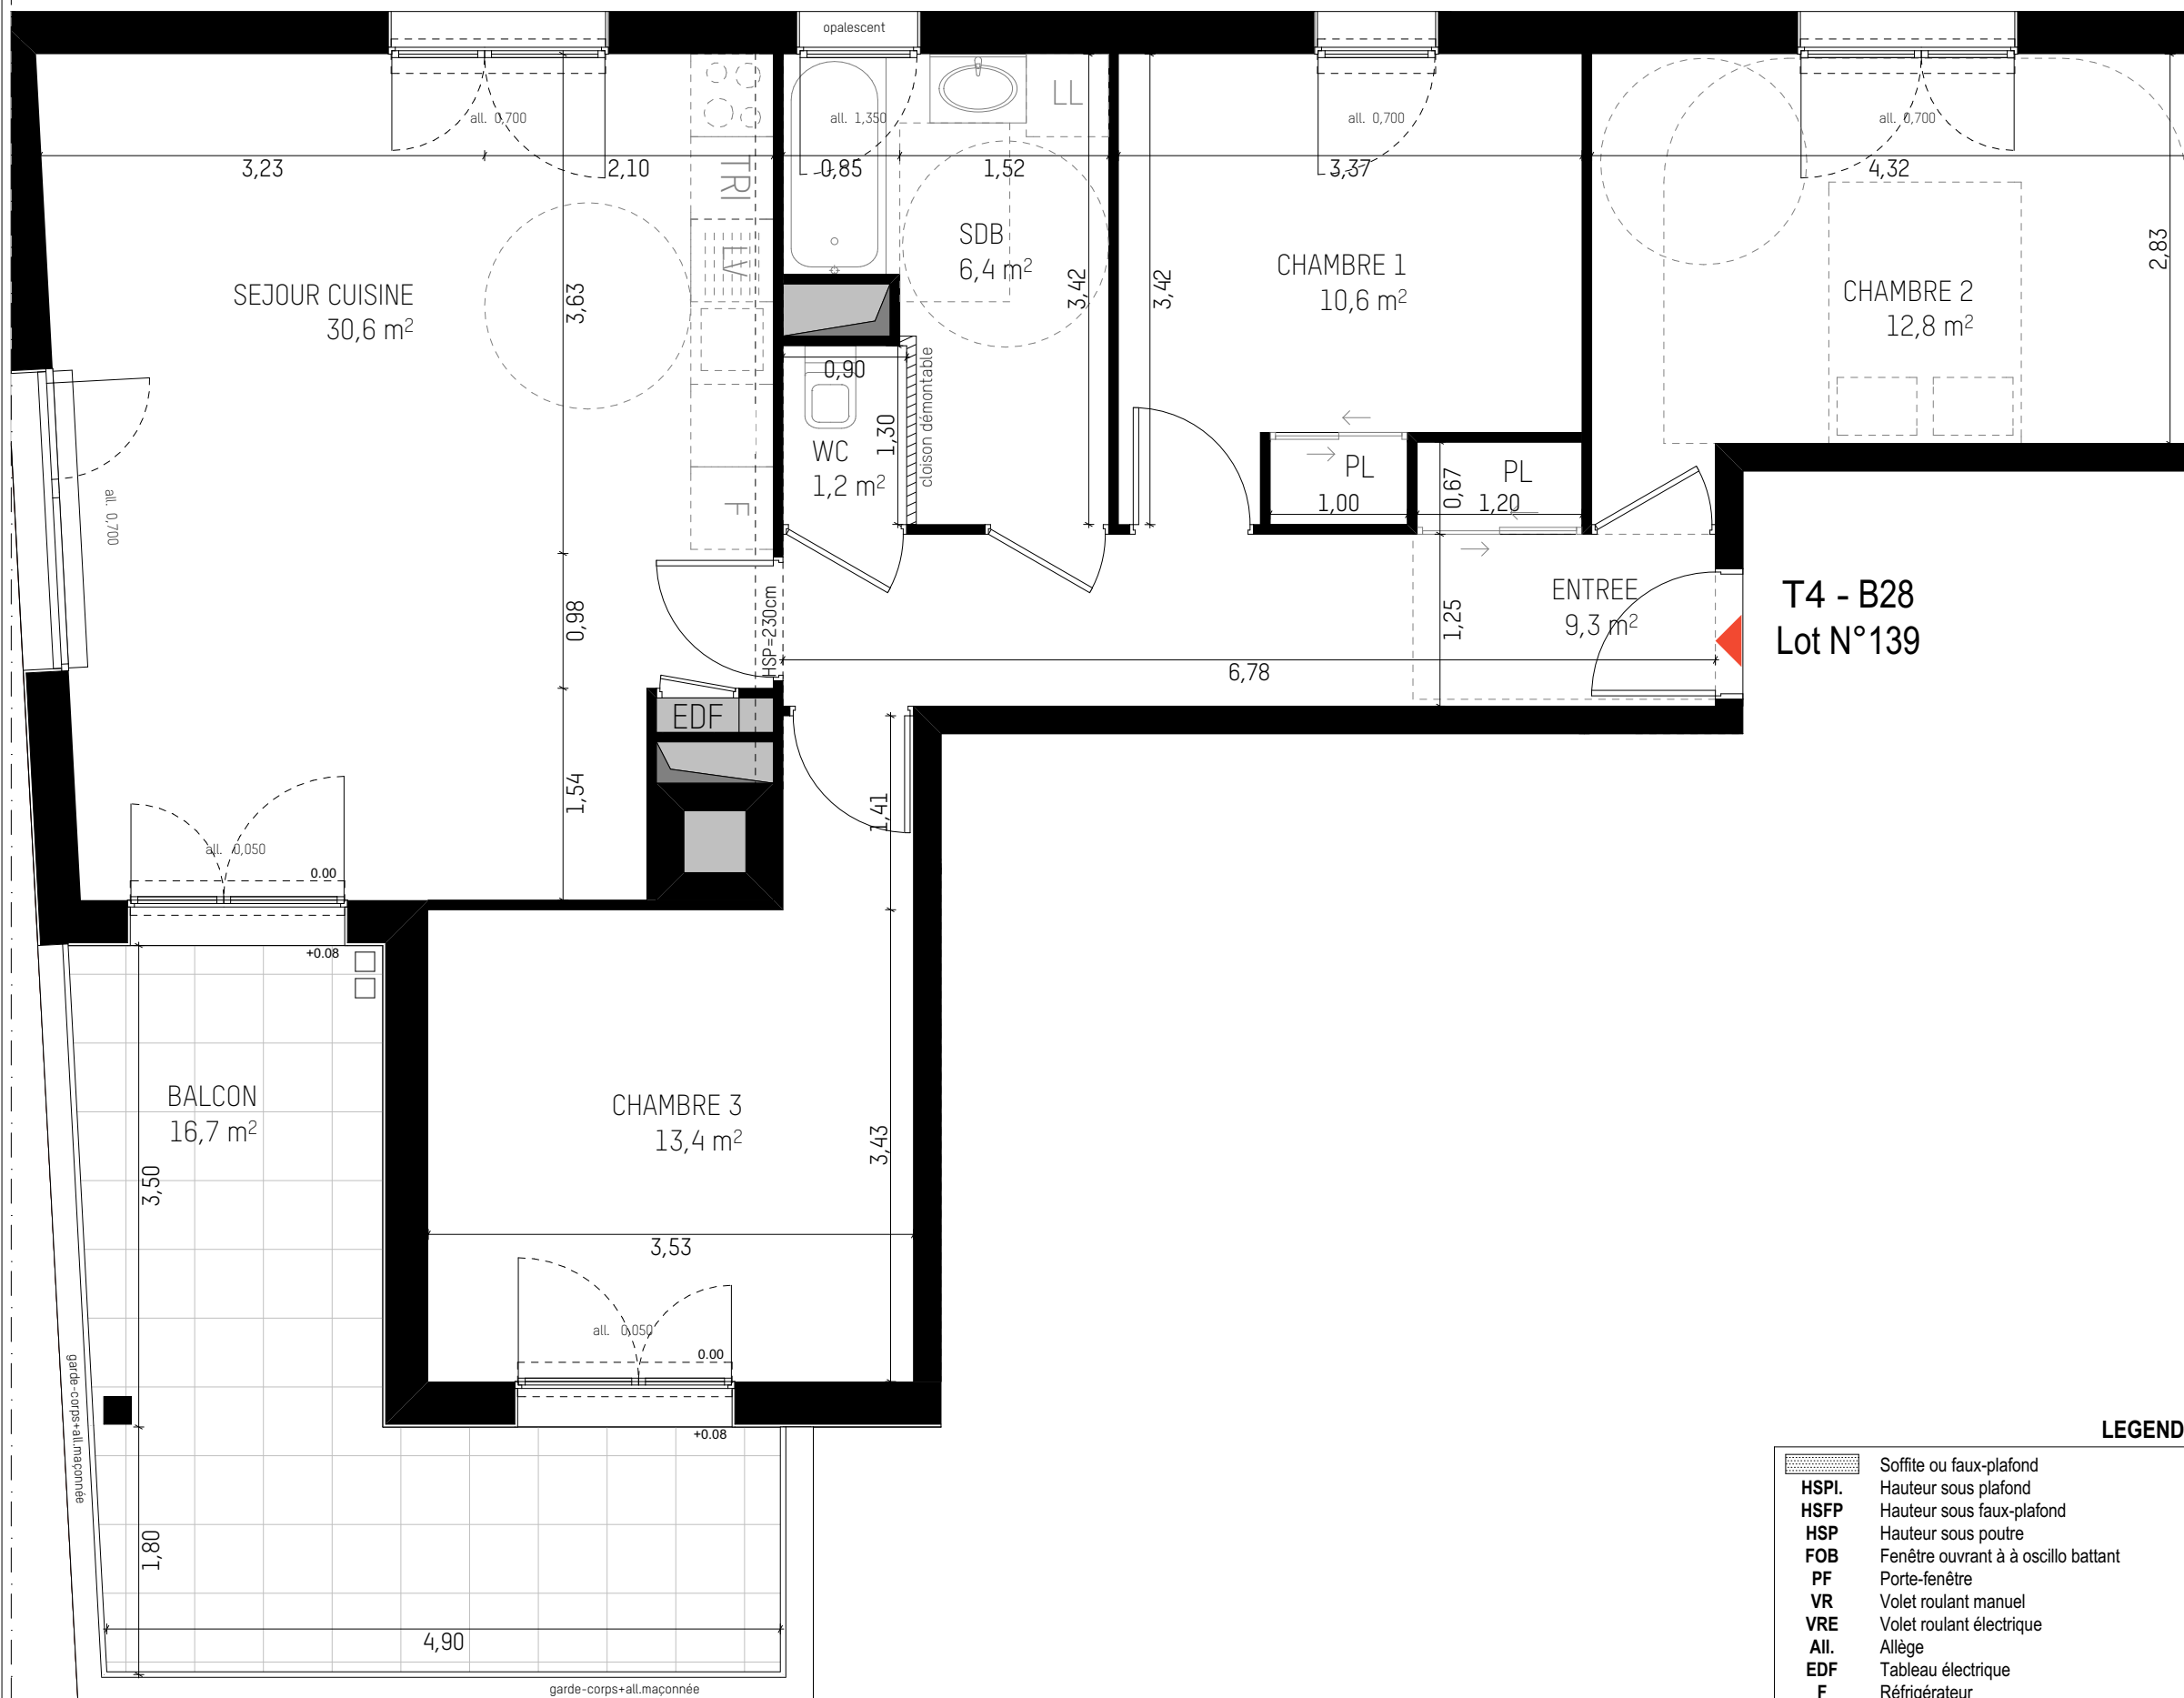 opalescent
all. 0,700
all. 1,350
all. 0,700
all. 0,700
LL
3,23
2,10
0,85
1,52
3,37
4,32
TRI
LV
F
SEJOUR CUISINE
30,6 m²
3,63
SDB
6,4 m²
3,42
3,42
CHAMBRE 1
10,6 m²
CHAMBRE 2
12,8 m²
2,83
0,90
WC
1,2 m²
1,30
cloison démontable
PL
1,00
0,67
PL
1,20
all. 0,700
0,98
HSP=230cm
ENTREE
9,3 m²
1,25
6,78
T4 - B28
Lot N°139
EDF
1,54
1,41
all. 0,050
0.00
+0.08
BALCON
16,7 m²
3,50
CHAMBRE 3
13,4 m²
3,43
3,53
all. 0,050
0.00
+0.08
garde-corps+all.maçonnée
1,80
4,90
garde-corps+all.maçonnée
LEGEND
Soffite ou faux-plafond
HSPl. Hauteur sous plafond
HSFP Hauteur sous faux-plafond
HSP Hauteur sous poutre
FOB Fenêtre ouvrant à à oscillo battant
PF Porte-fenêtre
VR Volet roulant manuel
VRE Volet roulant électrique
All. Allège
EDF Tableau électrique
F Réfrigérateur